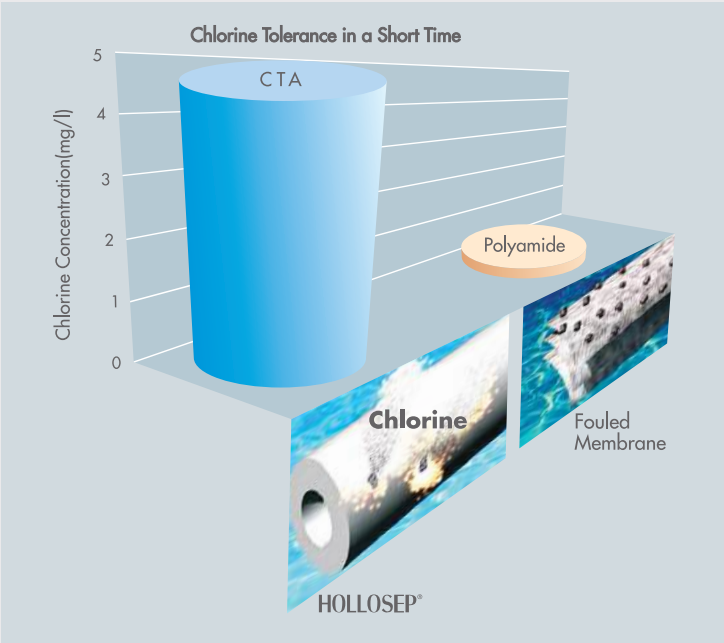 Chlorine Tolerance in a Short Time
Chlorine Concentration(mg/l)
5
4
3
2
1
0
CTA
Polyamide
Chlorine
Fouled
Membrane
HOLLOSEP®